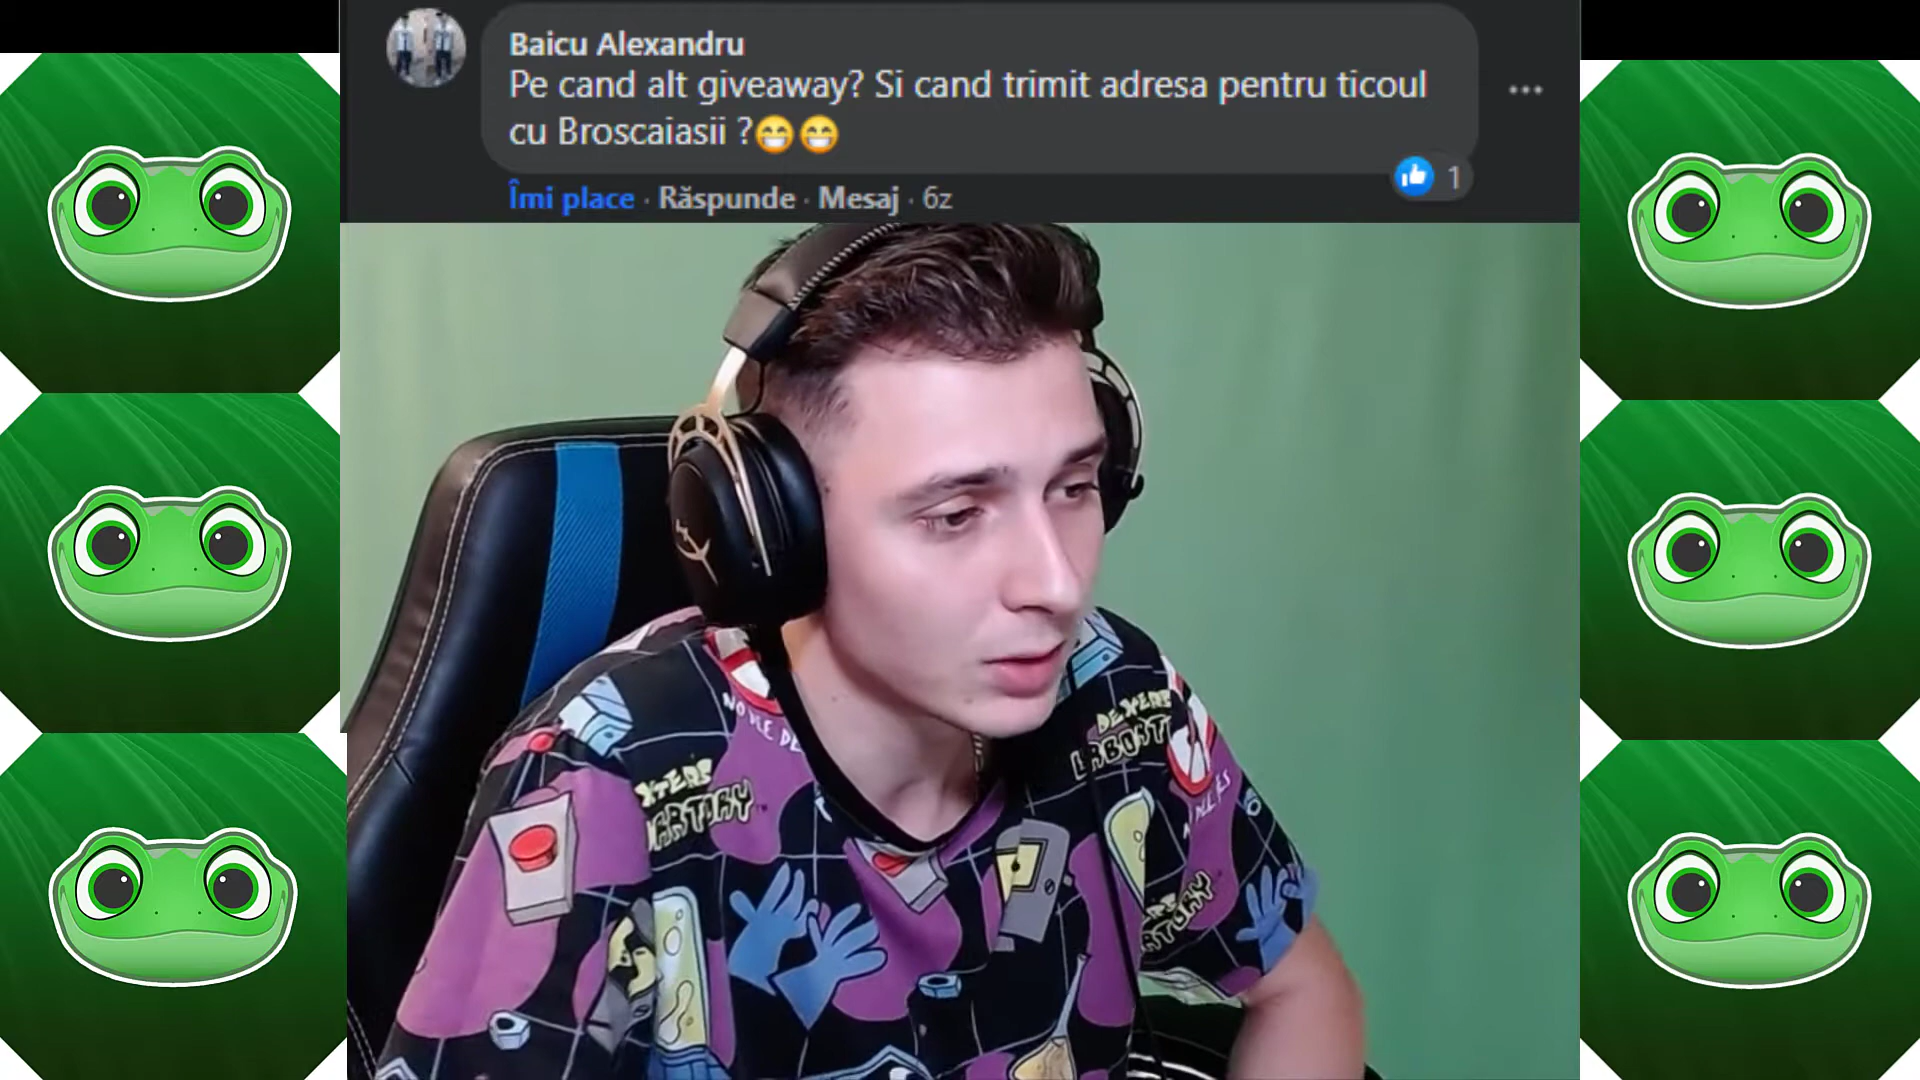 Baicu Alexandru
Pe cand alt giveaway? Si cand trimit adresa pentru ticoul
cu Broscaiasii ?😁😁
1
Îmi place · Răspunde · Mesaj · 6z
DEXTER'S